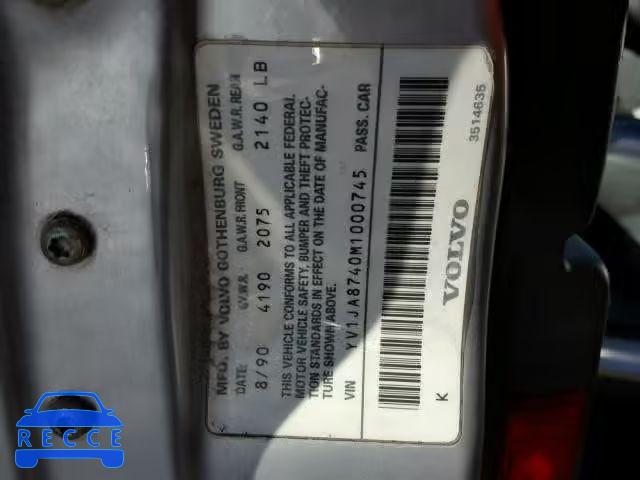 MFG. BY VOLVO GOTHENBURG SWEDEN
DATE: G.V.W.R. G.A.W.R. FRONT G.A.W.R. REAR
8/90 4190 2075 2140 LB
THIS VEHICLE CONFORMS TO ALL APPLICABLE FEDERAL
MOTOR VEHICLE SAFETY, BUMPER AND THEFT PROTEC-
TION STANDARDS IN EFFECT ON THE DATE OF MANUFAC-
TURE SHOWN ABOVE.
VIN YV1JA8740M1000745 PASS. CAR
K
VOLVO
3514635
RECCE